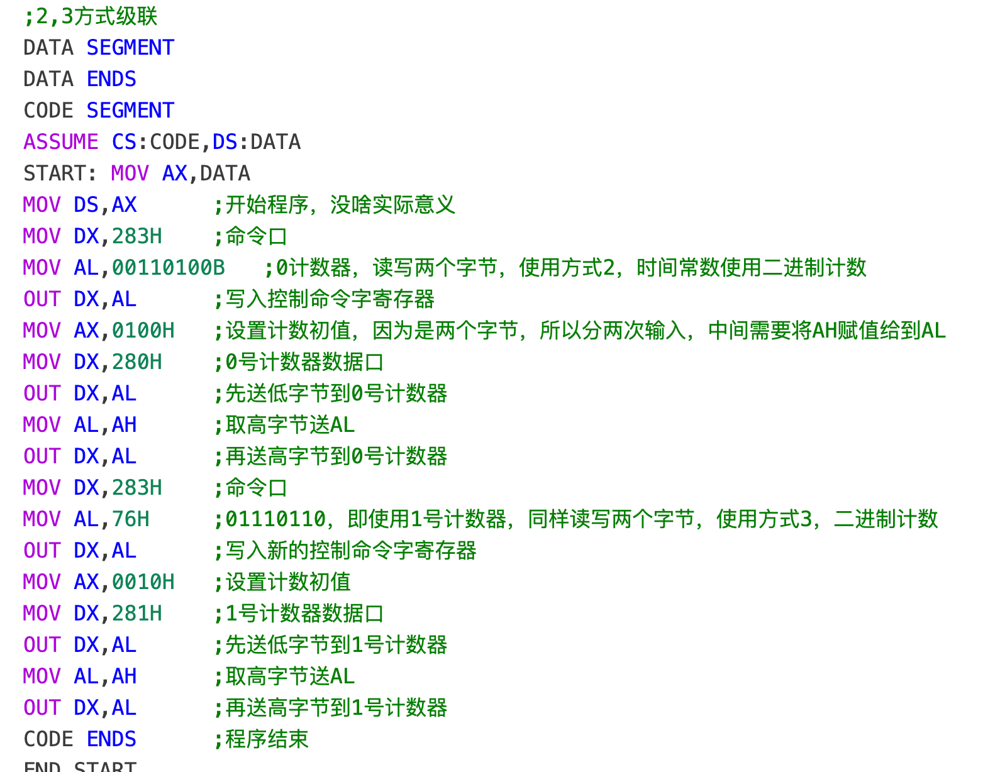 ;2,3方式级联
DATA SEGMENT
DATA ENDS
CODE SEGMENT
ASSUME CS:CODE,DS:DATA
START: MOV AX,DATA
MOV DS,AX ;开始程序，没啥实际意义
MOV DX,283H ;命令口
MOV AL,00110100B ;0计数器，读写两个字节，使用方式2，时间常数使用二进制计数
OUT DX,AL ;写入控制命令字寄存器
MOV AX,0100H ;设置计数初值，因为是两个字节，所以分两次输入，中间需要将AH赋值给到AL
MOV DX,280H ;0号计数器数据口
OUT DX,AL ;先送低字节到0号计数器
MOV AL,AH ;取高字节送AL
OUT DX,AL ;再送高字节到0号计数器
MOV DX,283H ;命令口
MOV AL,76H ;01110110，即使用1号计数器，同样读写两个字节，使用方式3，二进制计数
OUT DX,AL ;写入新的控制命令字寄存器
MOV AX,0010H ;设置计数初值
MOV DX,281H ;1号计数器数据口
OUT DX,AL ;先送低字节到1号计数器
MOV AL,AH ;取高字节送AL
OUT DX,AL ;再送高字节到1号计数器
CODE ENDS ;程序结束
END START